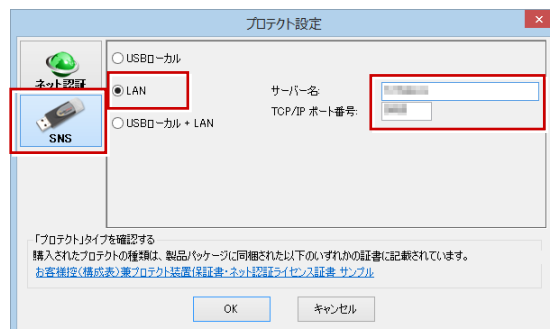 プロテクト設定
×
ネット認証
SNS
USBローカル
LAN
USBローカル + LAN
サーバー名:
TCP/IP ポート番号:
「プロテクト」タイプを確認する
購入されたプロテクトの種類は、製品パッケージに同梱された以下のいずれかの証書に記載されています。
お客様控(構成表)兼プロテクト装置保証書・ネット認証ライセンス証書 サンプル
OK
キャンセル